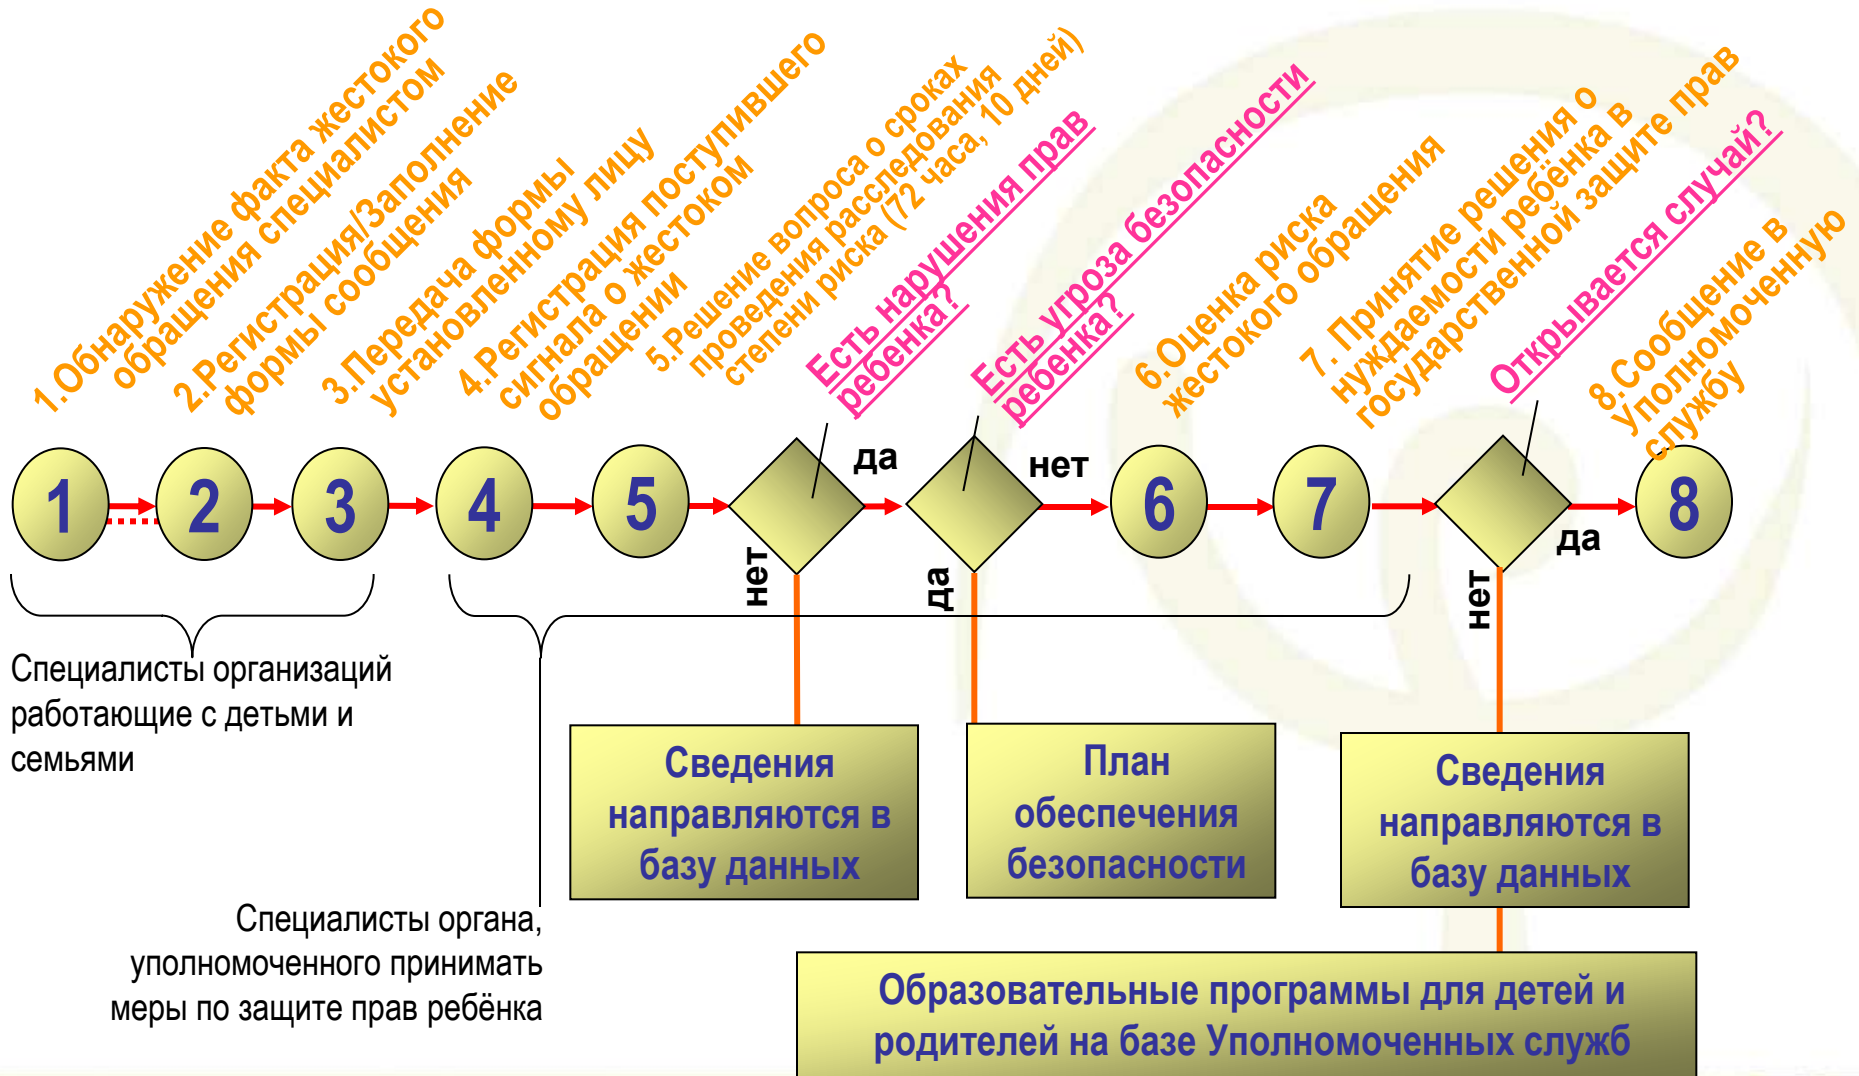 1.Обнаружение факта жестокого
обращения специалистом
2.Регистрация/Заполнение
формы сообщения
3.Передача формы
установленному лицу
4.Регистрация поступившего
сигнала о жестоком
обращении
5.Решение вопроса о сроках
проведения расследования
степени риска (72 часа, 10 дней)
Есть нарушения прав
ребенка?
Есть угроза безопасности
ребенка?
6.Оценка риска
жестокого обращения
7. Принятие решения о
нуждаемости ребёнка в
государственной защите прав
Открывается случай?
8.Сообщение в
Уполномоченную
службу
1
2
3
4
5
да
нет
6
7
да
8
нет
да
нет
Специалисты организаций
работающие с детьми и
семьями
Сведения
направляются в
базу данных
План
обеспечения
безопасности
Сведения
направляются в
базу данных
Специалисты органа,
уполномоченного принимать
меры по защите прав ребёнка
Образовательные программы для детей и
родителей на базе Уполномоченных служб